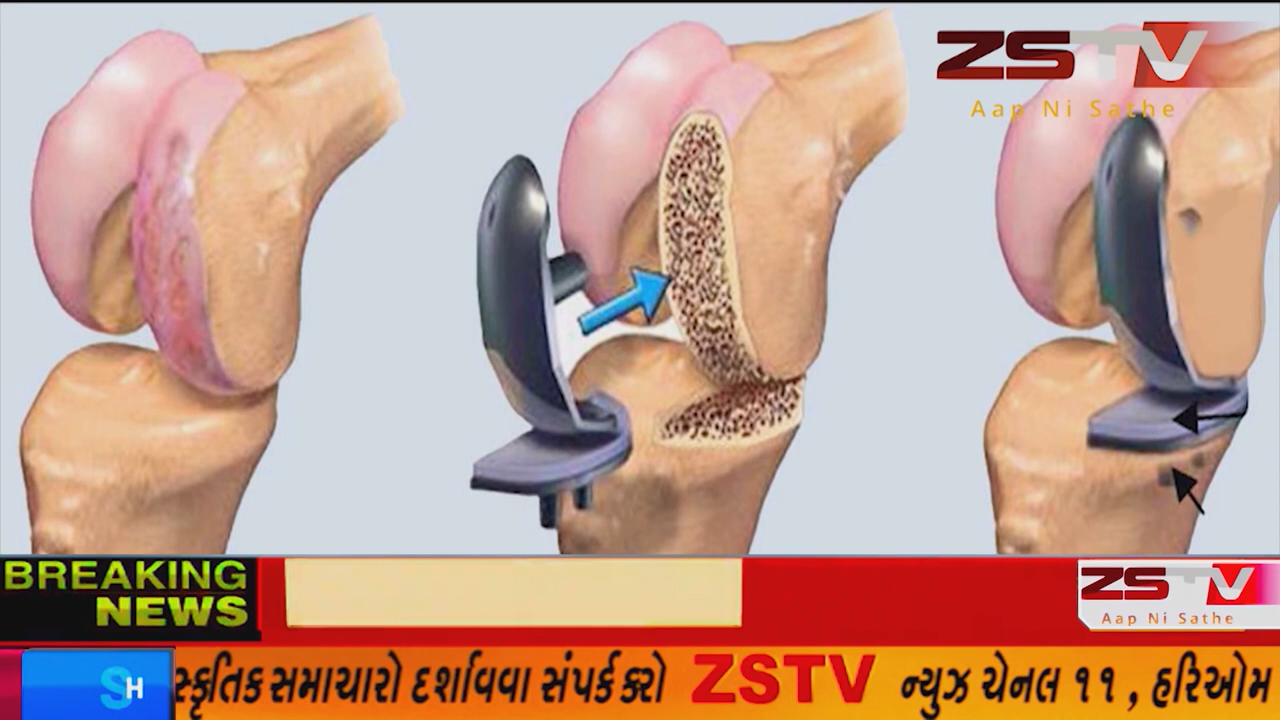 ZSTV
Aap Ni Sathe
BREAKING
NEWS
ZSTV
Aap Ni Sathe
SH
સ્કૃતિક સમાચારો દર્શાવવા સંપર્ક કરો ZSTV ન્યુઝ ચેનલ ૧૧ , હરિઓમ